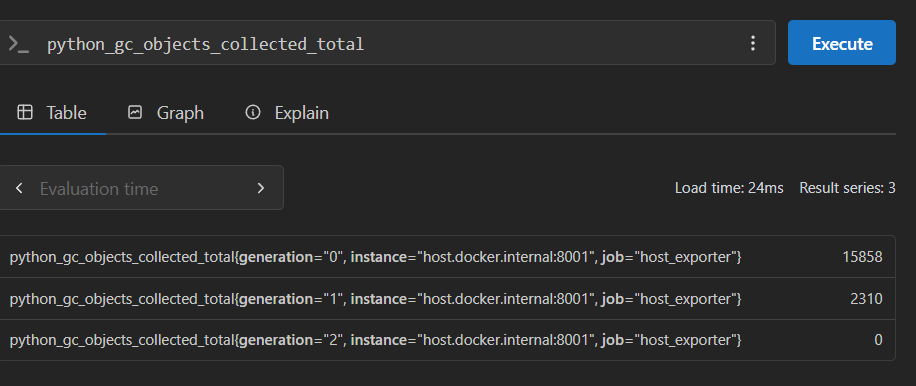 python_gc_objects_collected_total
Execute
Table Graph Explain
Evaluation time
Load time: 24ms Result series: 3
python_gc_objects_collected_total{generation="0", instance="host.docker.internal:8001", job="host_exporter"} 15858
python_gc_objects_collected_total{generation="1", instance="host.docker.internal:8001", job="host_exporter"} 2310
python_gc_objects_collected_total{generation="2", instance="host.docker.internal:8001", job="host_exporter"} 0